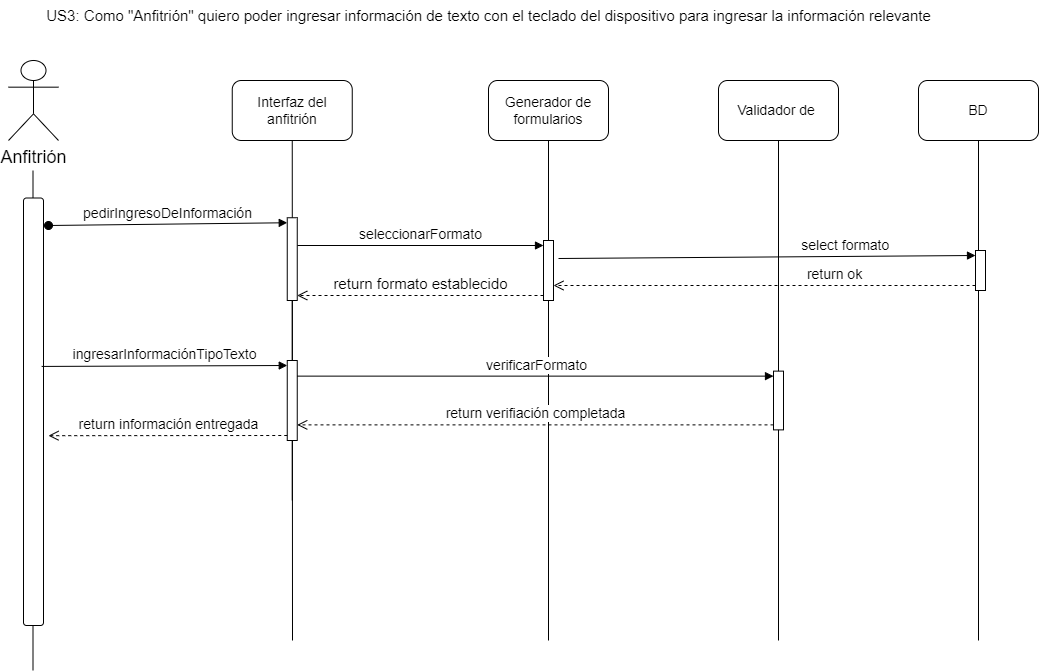 US3: Como "Anfitrión" quiero poder ingresar información de texto con el teclado del dispositivo para ingresar la información relevante
Anfitrión
Interfaz del
anfitrión
Generador de
formularios
Validador de
BD
pedirIngresoDeInformación
seleccionarFormato
select formato
return ok
return formato establecido
ingresarInformaciónTipoTexto
verificarFormato
return verifiación completada
return información entregada